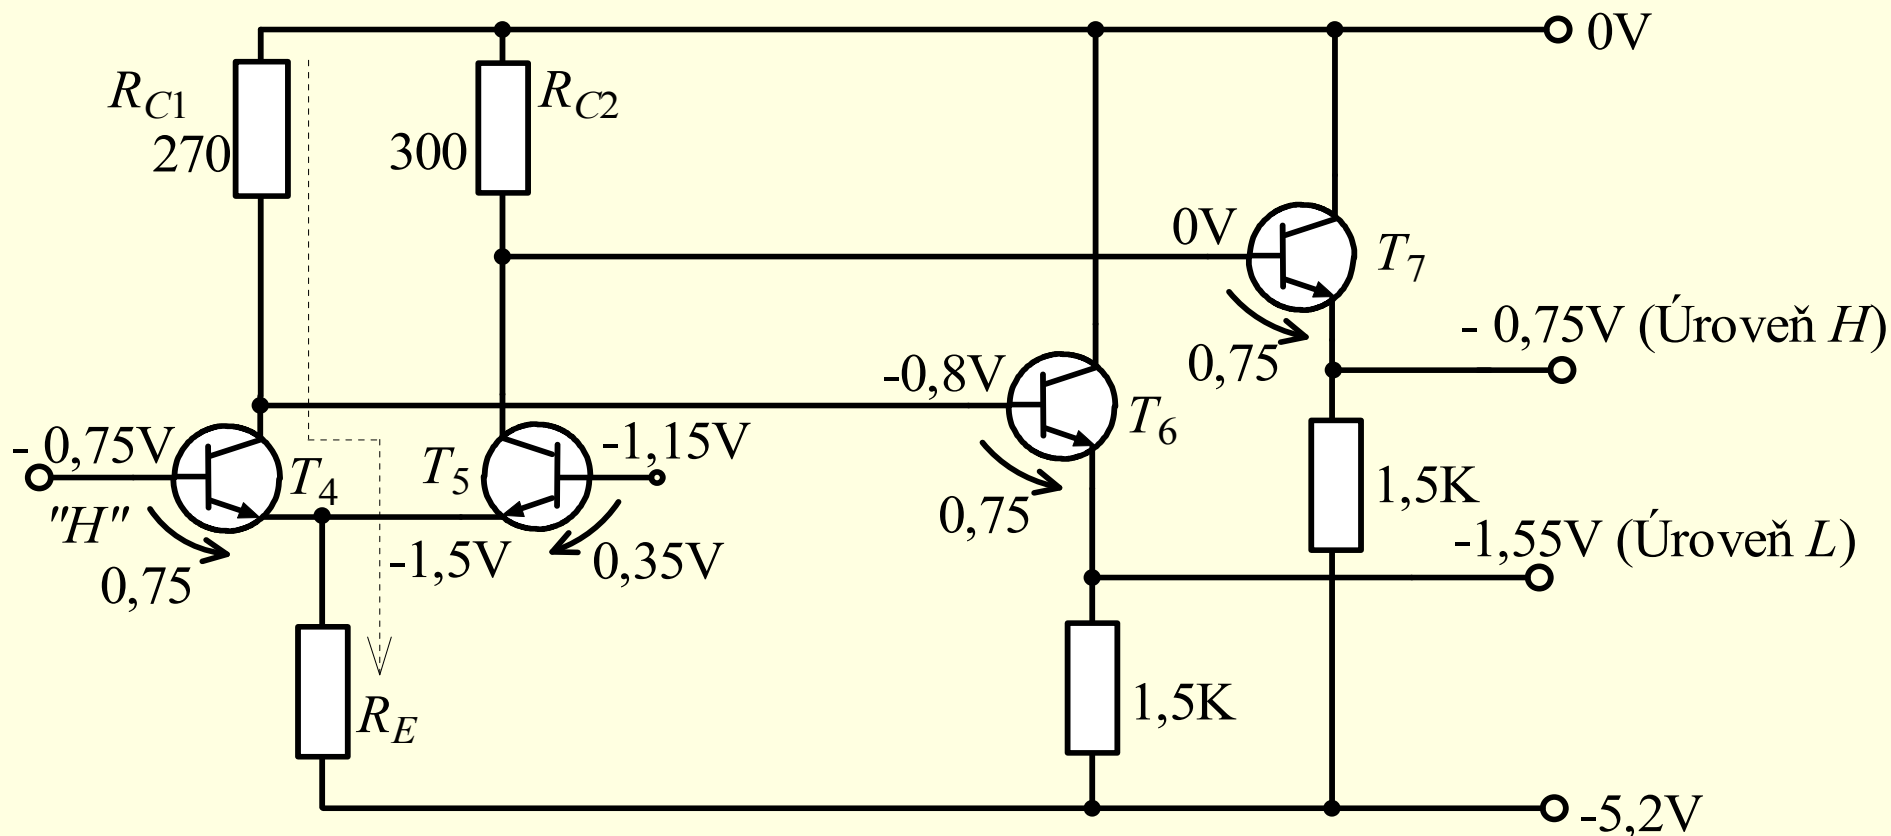 0V
R_C1
270
R_C2
300
0V
T_7
- 0,75V (Úroveň H)
0,75
-0,8V
T_6
- 0,75V
T_4
T_5
-1,15V
"H"
0,75
-1,5V
0,35V
0,75
1,5K
-1,55V (Úroveň L)
R_E
1,5K
-5,2V